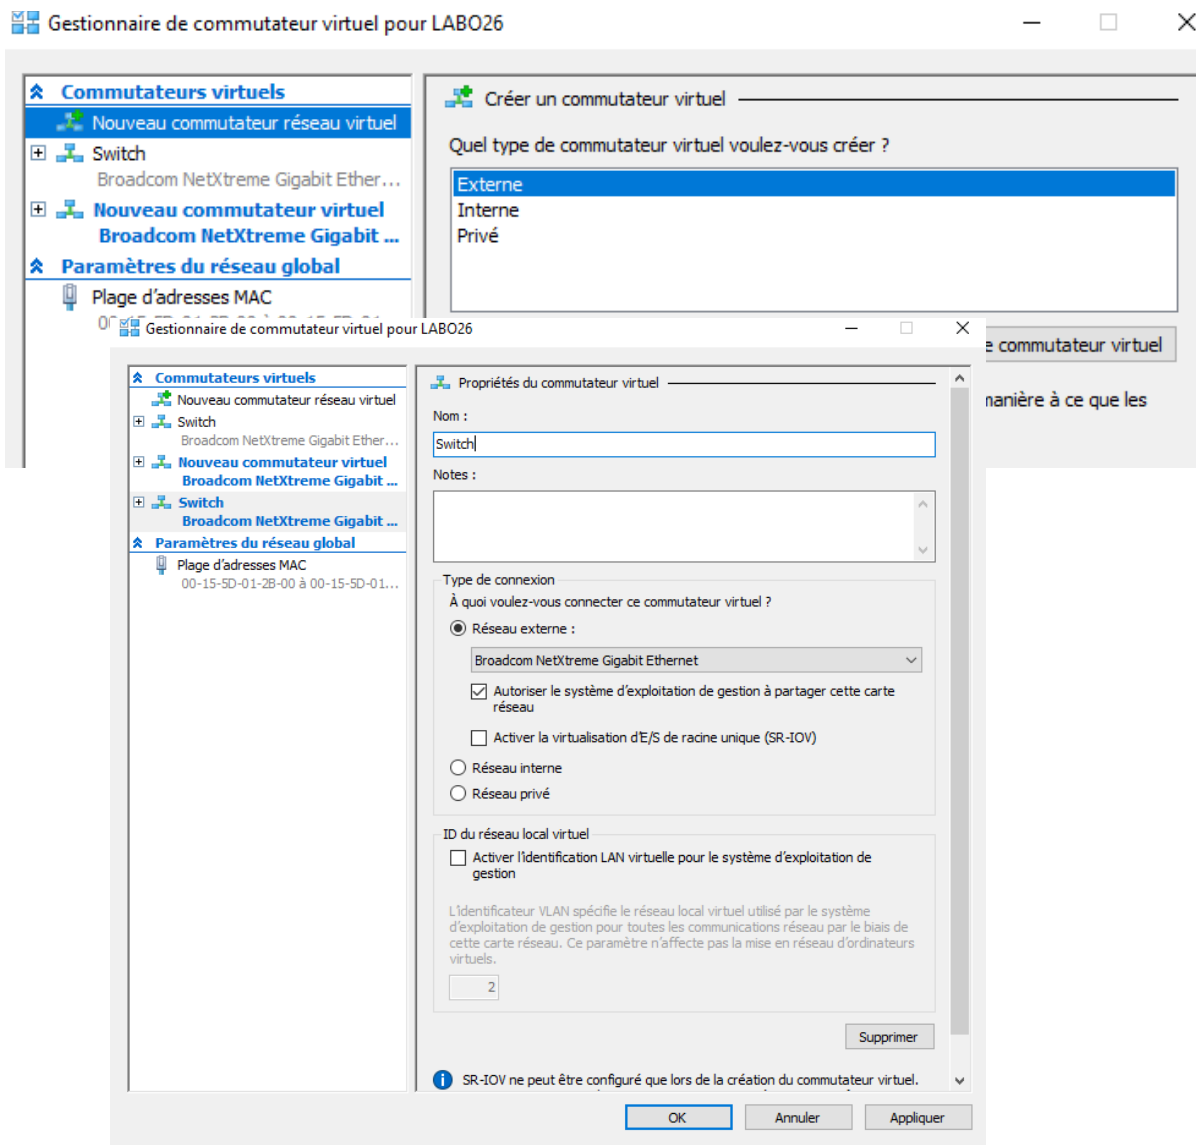 Gestionnaire de commutateur virtuel pour LABO26
Commutateurs virtuels
Nouveau commutateur réseau virtuel
Switch
Broadcom NetXtreme Gigabit Ether...
Nouveau commutateur virtuel
Broadcom NetXtreme Gigabit ...
Paramètres du réseau global
Plage d'adresses MAC
Créer un commutateur virtuel
Quel type de commutateur virtuel voulez-vous créer ?
Externe
Interne
Privé
commutateur virtuel
manière à ce que les
Gestionnaire de commutateur virtuel pour LABO26
Commutateurs virtuels
Nouveau commutateur réseau virtuel
Switch
Broadcom NetXtreme Gigabit Ether...
Nouveau commutateur virtuel
Broadcom NetXtreme Gigabit ...
Switch
Broadcom NetXtreme Gigabit ...
Paramètres du réseau global
Plage d'adresses MAC
00-15-5D-01-2B-00 à 00-15-5D-01...
Propriétés du commutateur virtuel
Nom :
Switch
Notes :
Type de connexion
À quoi voulez-vous connecter ce commutateur virtuel ?
Réseau externe :
Broadcom NetXtreme Gigabit Ethernet
Autoriser le système d'exploitation de gestion à partager cette carte
réseau
Activer la virtualisation d'E/S de racine unique (SR-IOV)
Réseau interne
Réseau privé
ID du réseau local virtuel
Activer l'identification LAN virtuelle pour le système d'exploitation de
gestion
L'identificateur VLAN spécifie le réseau local virtuel utilisé par le système
d'exploitation de gestion pour toutes les communications réseau par le biais de
cette carte réseau. Ce paramètre n'affecte pas la mise en réseau d'ordinateurs
virtuels.
2
Supprimer
SR-IOV ne peut être configuré que lors de la création du commutateur virtuel.
OK
Annuler
Appliquer